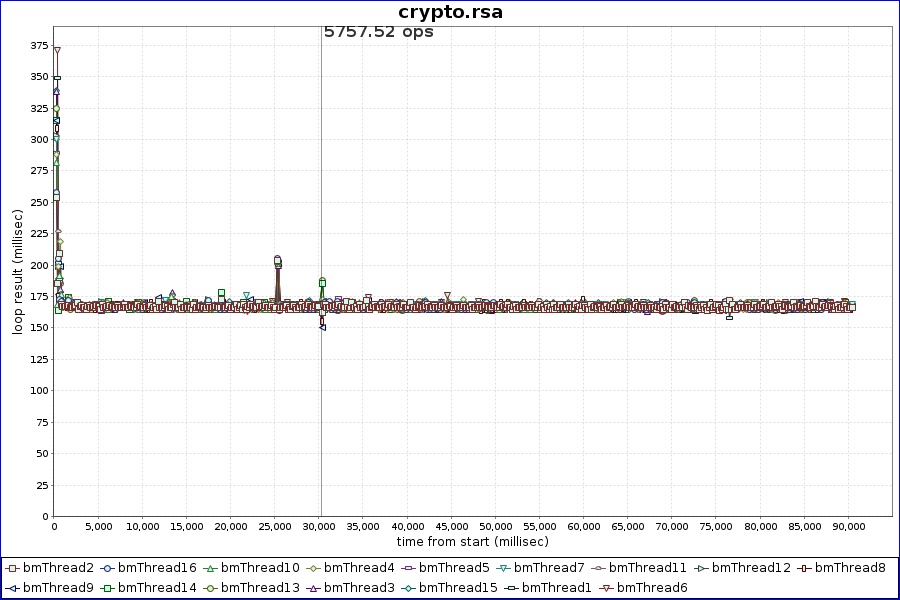 crypto.rsa
5757.52 ops
375
350
325
300
275
250
225
200
175
150
125
100
75
50
25
0
loop result (millisec)
0 5,000 10,000 15,000 20,000 25,000 30,000 35,000 40,000 45,000 50,000 55,000 60,000 65,000 70,000 75,000 80,000 85,000 90,000
time from start (millisec)
bmThread2 bmThread16 bmThread10 bmThread4 bmThread5 bmThread7 bmThread11 bmThread12 bmThread8
bmThread9 bmThread14 bmThread13 bmThread3 bmThread15 bmThread1 bmThread6